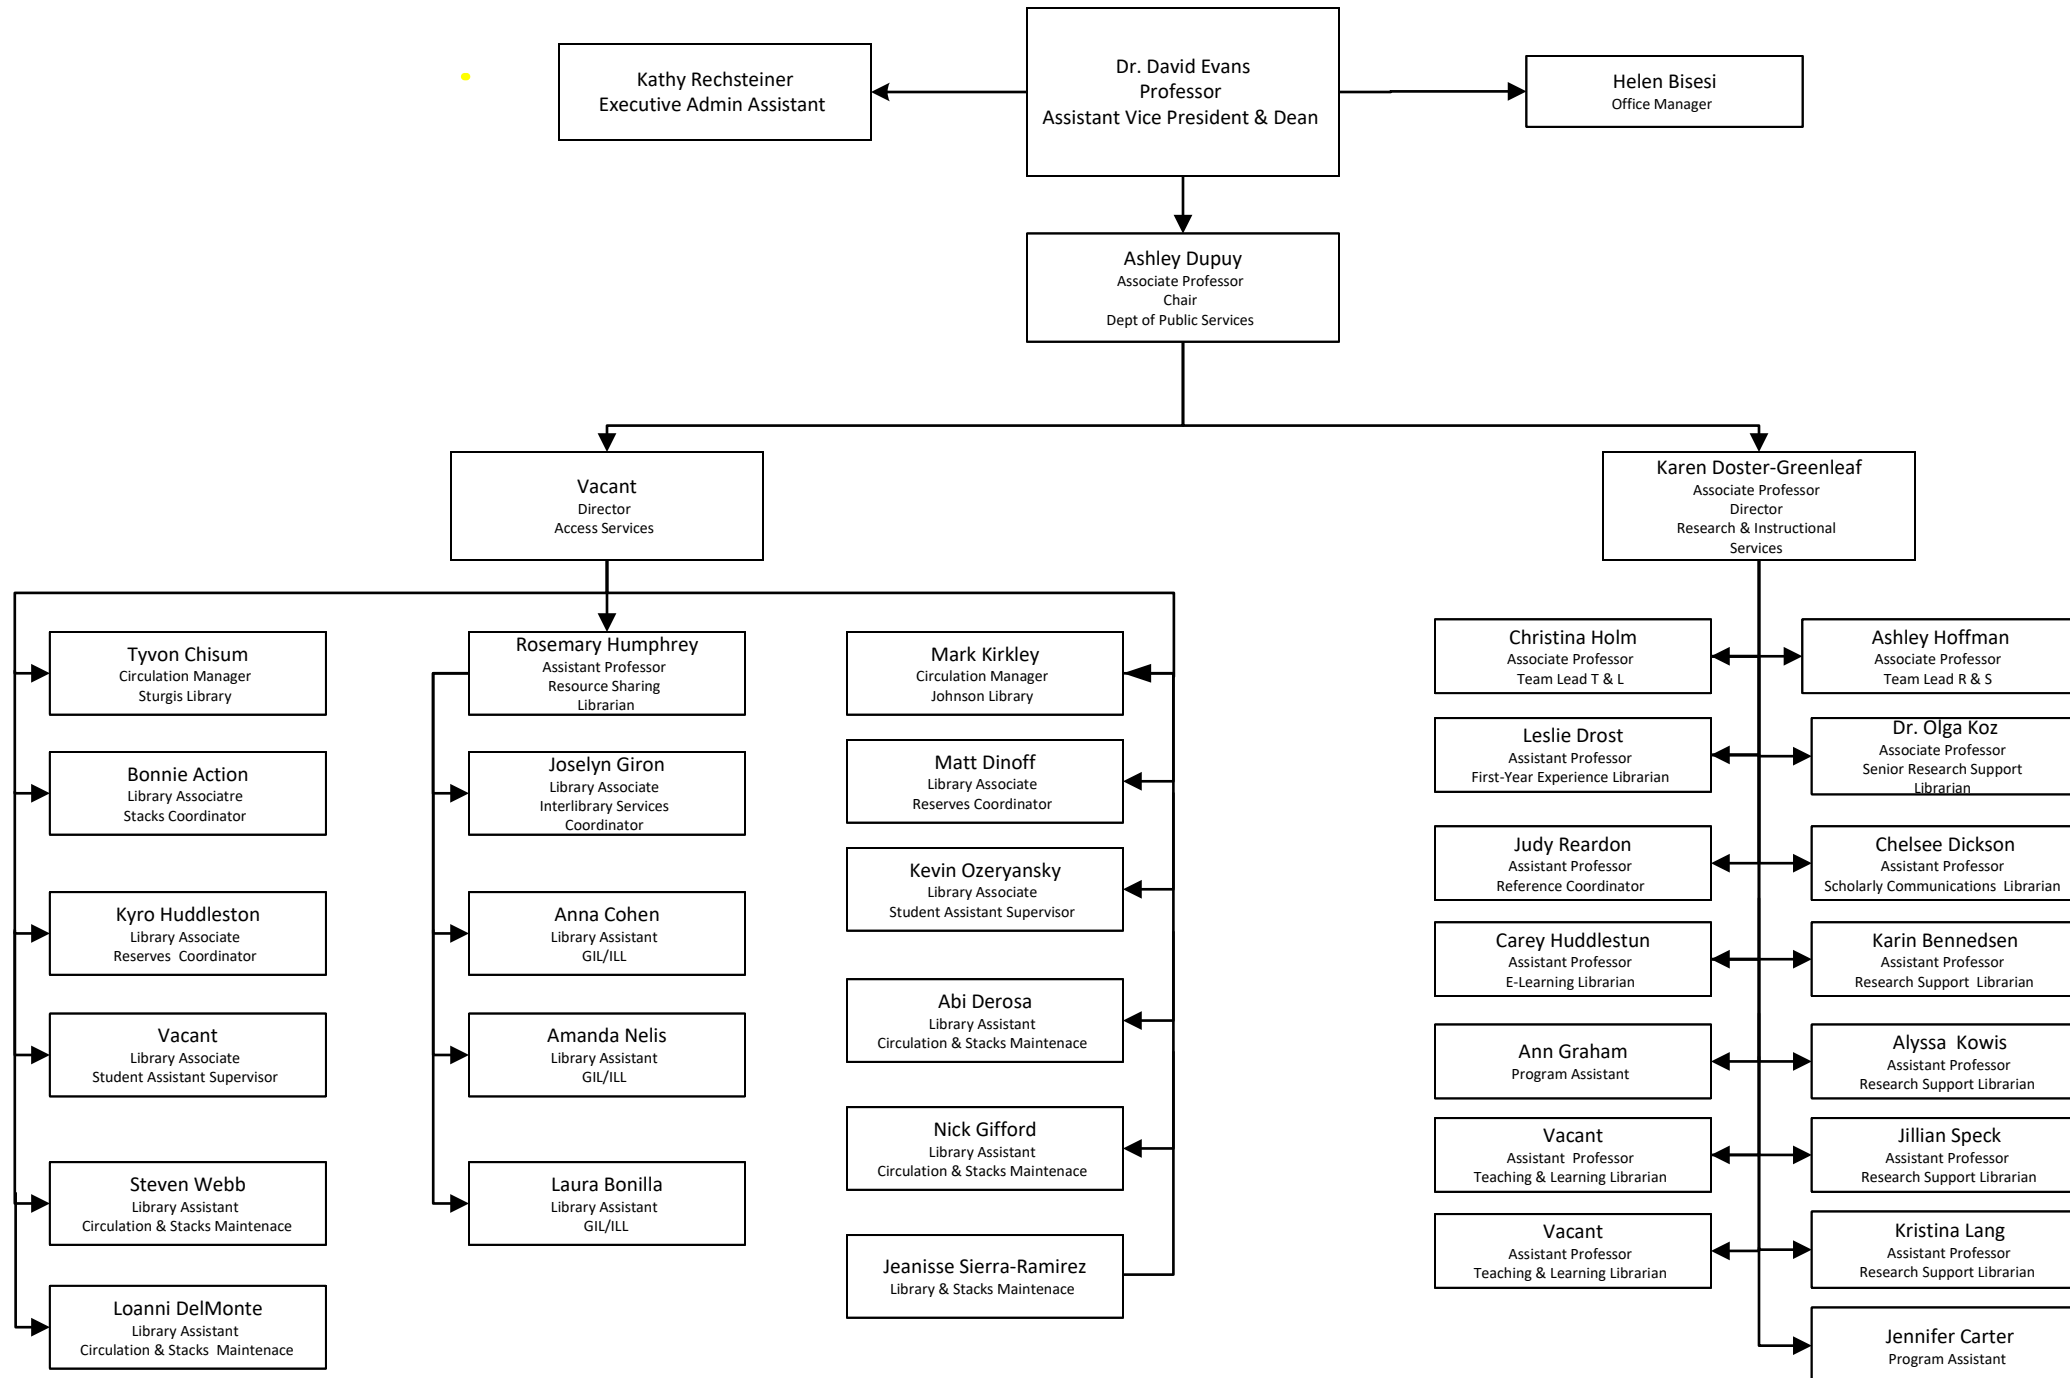 Kathy Rechsteiner
Executive Admin Assistant
Dr. David Evans
Professor
Assistant Vice President & Dean
Helen Bisesi
Office Manager
Ashley Dupuy
Associate Professor
Chair
Dept of Public Services
Vacant
Director
Access Services
Karen Doster-Greenleaf
Associate Professor
Director
Research & Instructional
Services
Tyvon Chisum
Circulation Manager
Sturgis Library
Bonnie Action
Library Associatre
Stacks Coordinator
Kyro Huddleston
Library Associate
Reserves  Coordinator
Vacant
Library Associate
Student Assistant Supervisor
Steven Webb
Library Assistant
Circulation & Stacks Maintenace
Loanni DelMonte
Library Assistant
Circulation & Stacks  Maintenace
Rosemary Humphrey
Assistant Professor
Resource Sharing
Librarian
Joselyn Giron
Library Associate
Interlibrary Services
Coordinator
Anna Cohen
Library Assistant
GIL/ILL
Amanda Nelis
Library Assistant
GIL/ILL
Laura Bonilla
Library Assistant
GIL/ILL
Mark Kirkley
Circulation Manager
Johnson Library
Matt Dinoff
Library Associate
Reserves Coordinator
Kevin Ozeryansky
Library Associate
Student Assistant Supervisor
Abi Derosa
Library Assistant
Circulation & Stacks Maintenace
Nick Gifford
Library Assistant
Circulation & Stacks Maintenace
Jeanisse Sierra-Ramirez
Library & Stacks Maintenace
Christina Holm
Associate Professor
Team Lead T & L
Leslie Drost
Assistant Professor
First-Year Experience Librarian
Judy Reardon
Assistant Professor
Reference Coordinator
Carey Huddlestun
Assistant Professor
E-Learning Librarian
Ann Graham
Program Assistant
Vacant
Assistant  Professor
Teaching & Learning Librarian
Vacant
Assistant Professor
Teaching & Learning Librarian
Ashley Hoffman
Associate Professor
Team Lead R & S
Dr. Olga Koz
Associate Professor
Senior Research Support
Librarian
Chelsee Dickson
Assistant Professor
Scholarly Communications  Librarian
Karin Bennedsen
Assistant Professor
Research Support  Librarian
Alyssa  Kowis
Assistant Professor
Research Support Librarian
Jillian Speck
Assistant Professor
Research Support Librarian
Kristina Lang
Assistant Professor
Research Support Librarian
Jennifer Carter
Program Assistant